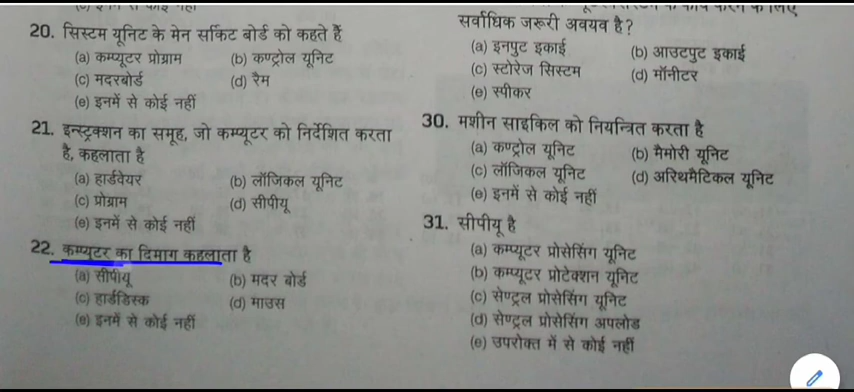 20. सिस्टम यूनिट के मेन सर्किट बोर्ड को कहते हैं
(a) कम्प्यूटर प्रोग्राम (b) कण्ट्रोल यूनिट
(c) मदरबोर्ड (d) रैम
(e) इनमें से कोई नहीं
21. इन्स्ट्रक्शन का समूह, जो कम्प्यूटर को निर्देशित करता
है, कहलाता है
(a) हार्डवेयर (b) लॉजिकल यूनिट
(c) प्रोग्राम (d) सीपीयू
(e) इनमें से कोई नहीं
22. कम्प्यूटर का दिमाग कहलाता है
(a) सीपीयू (b) मदर बोर्ड
(c) हार्डडिस्क (d) माउस
(e) इनमें से कोई नहीं
सर्वाधिक जरूरी अवयव है?
(a) इनपुट इकाई (b) आउटपुट इकाई
(c) स्टोरेज सिस्टम (d) मॉनीटर
(e) स्पीकर
30. मशीन साइकिल को नियन्त्रित करता है
(a) कण्ट्रोल यूनिट (b) मैमोरी यूनिट
(c) लॉजिकल यूनिट (d) अरिथमैटिकल यूनिट
(e) इनमें से कोई नहीं
31. सीपीयू है
(a) कम्प्यूटर प्रोसेसिंग यूनिट
(b) कम्प्यूटर प्रोटेक्शन यूनिट
(c) सेण्ट्रल प्रोसेसिंग यूनिट
(d) सेण्ट्रल प्रोसेसिंग अपलोड
(e) उपरोक्त में से कोई नहीं